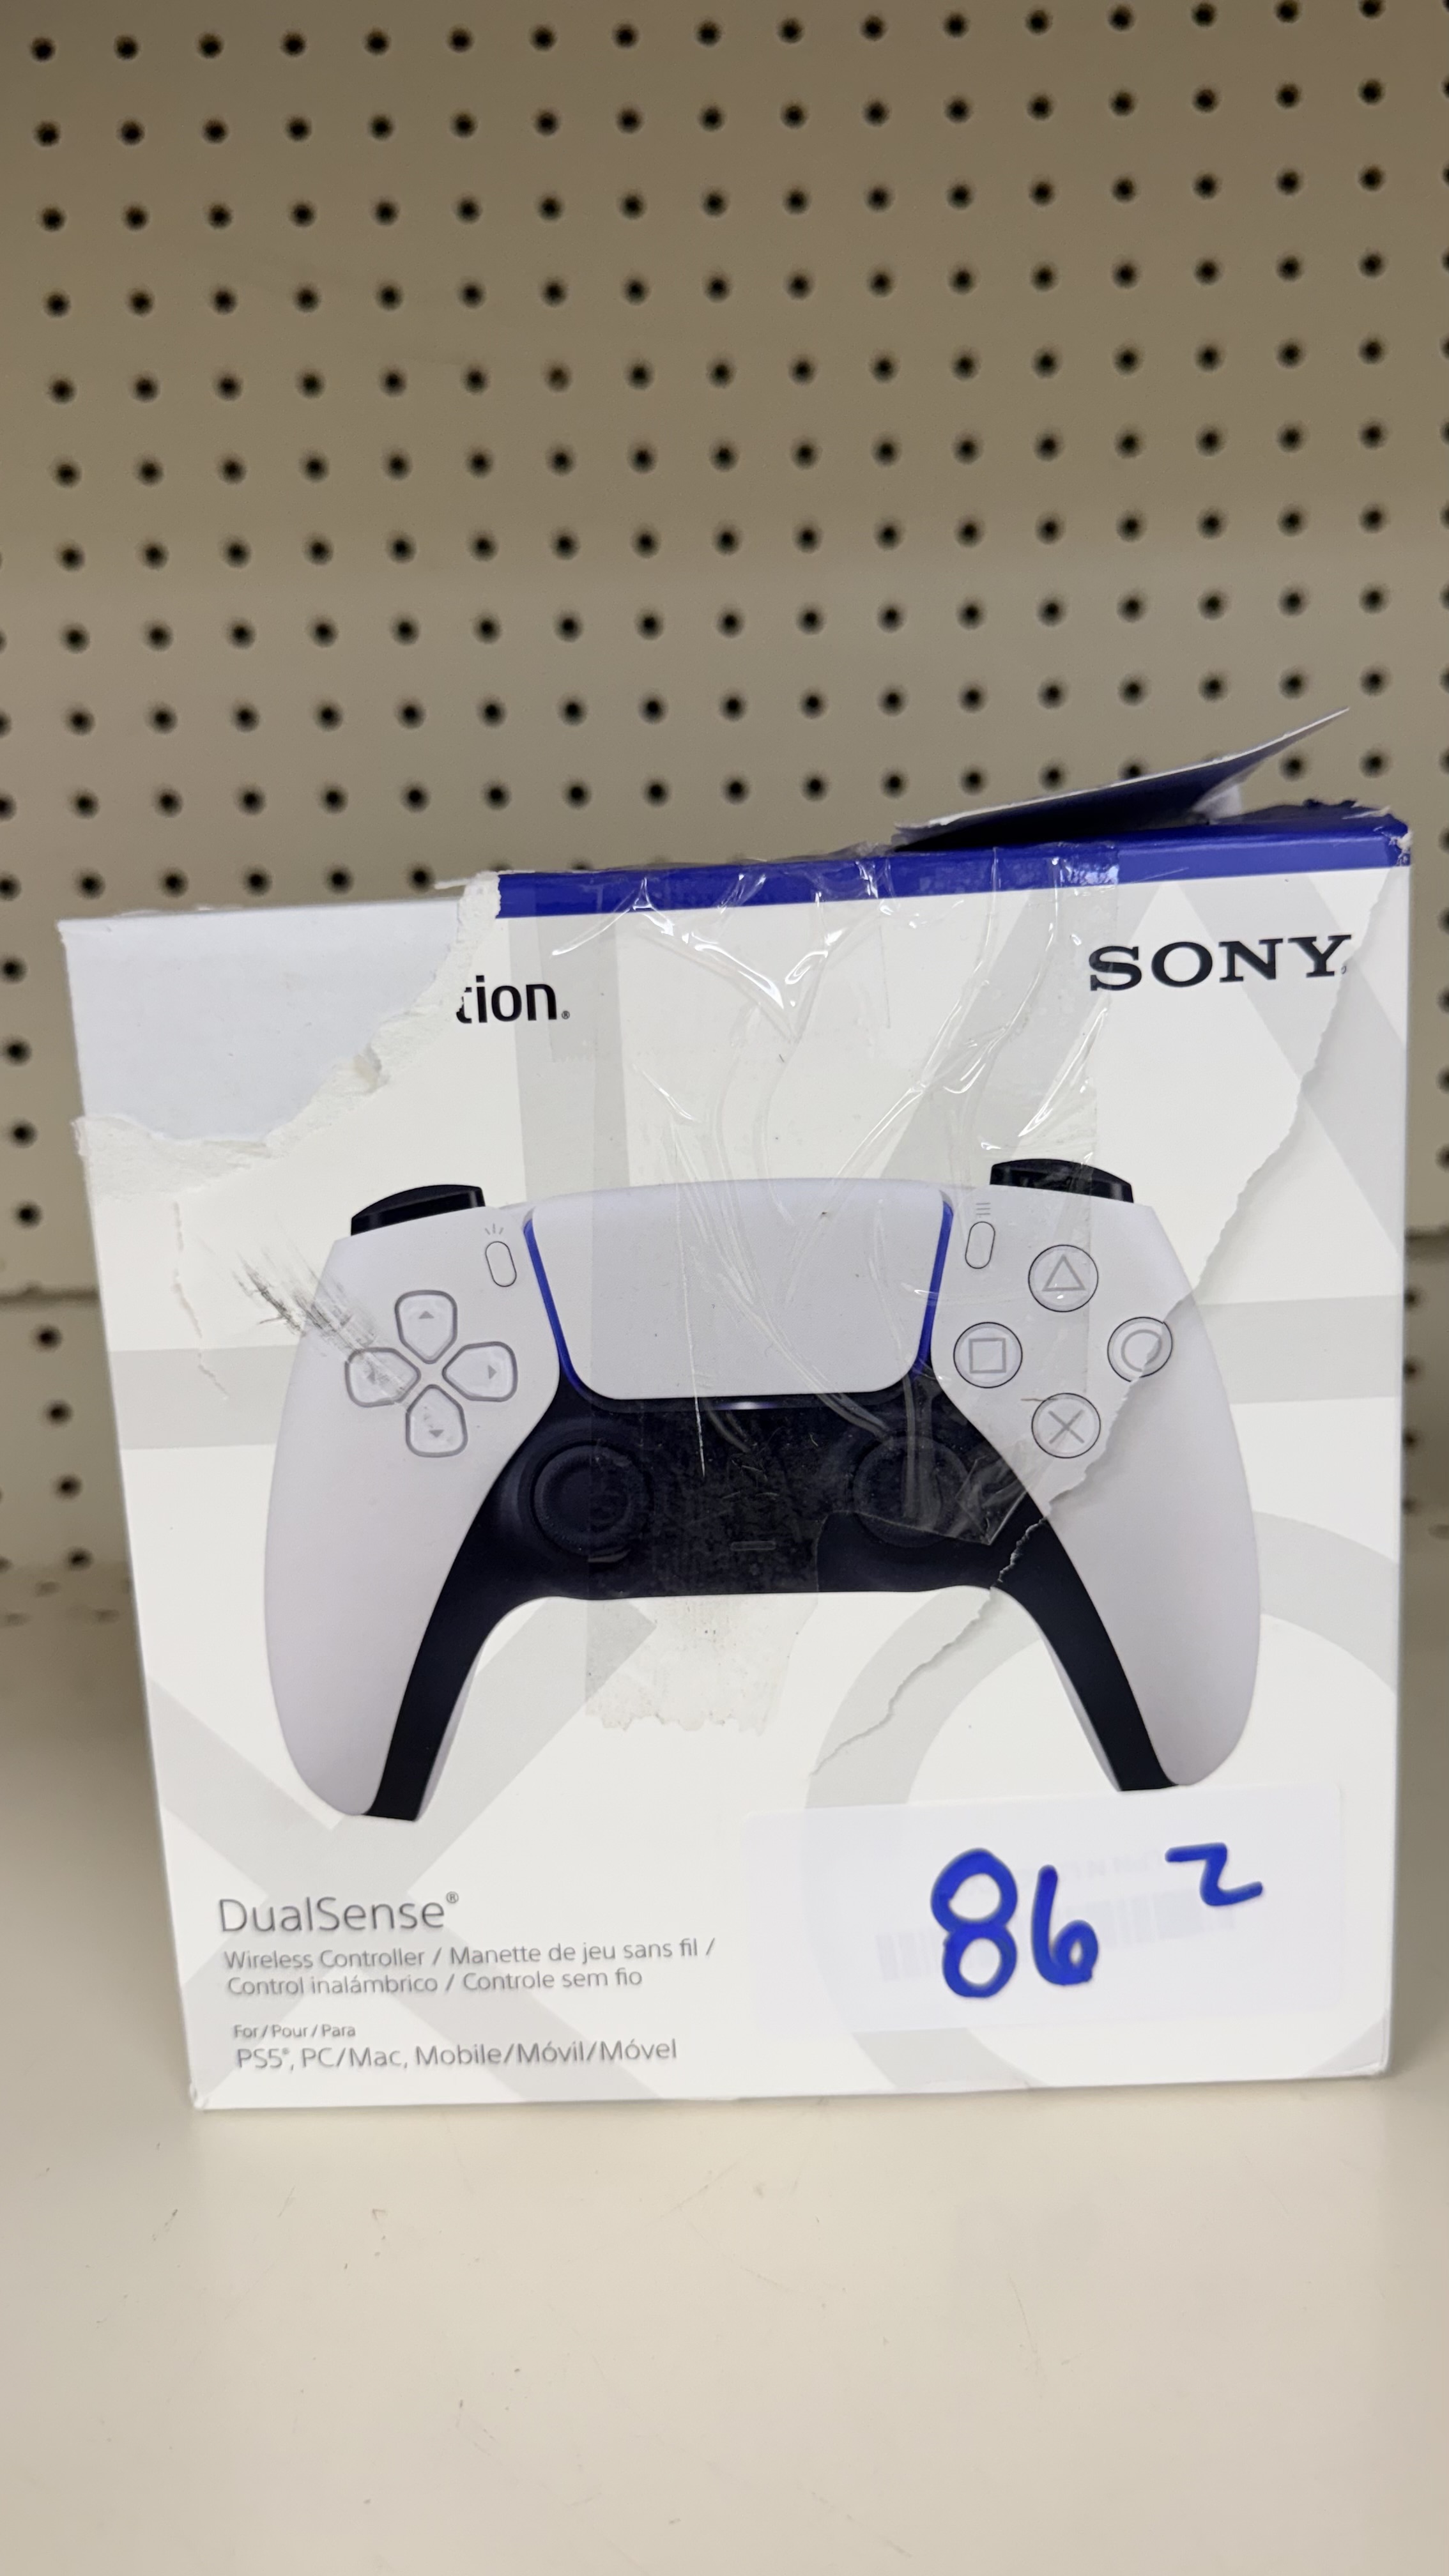 tion.®
SONY
DualSense®
Wireless Controller / Manette de jeu sans fil /
Control inalámbrico / Controle sem fio
For/Pour/Para
PS5®, PC/Mac, Mobile/Móvil/Móvel
86 2